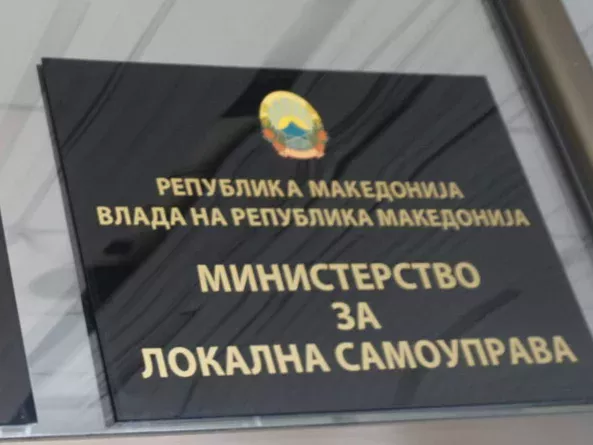 РЕПУБЛИКА МАКЕДОНИЈА
ВЛАДА НА РЕПУБЛИКА МАКЕДОНИЈА
МИНИСТЕРСТВО
ЗА
ЛОКАЛНА САМОУПРАВА